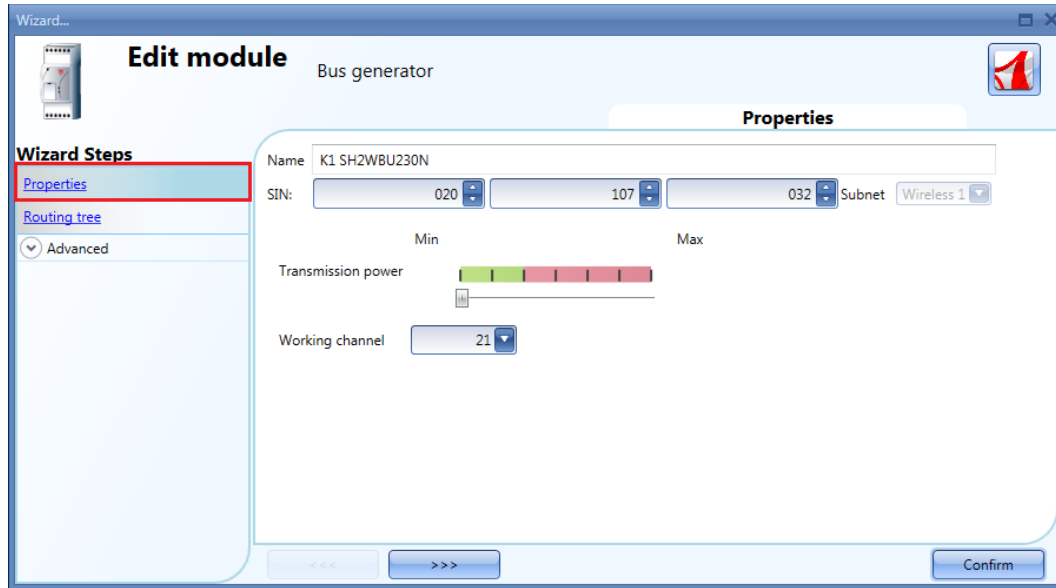 Wizard...
Edit module
Bus generator
Properties
Wizard Steps
Properties
Routing tree
Advanced
Name K1 SH2WBU230N
SIN: 020 107 032 Subnet Wireless 1
Min Max
Transmission power
Working channel 21
<<< >>> Confirm